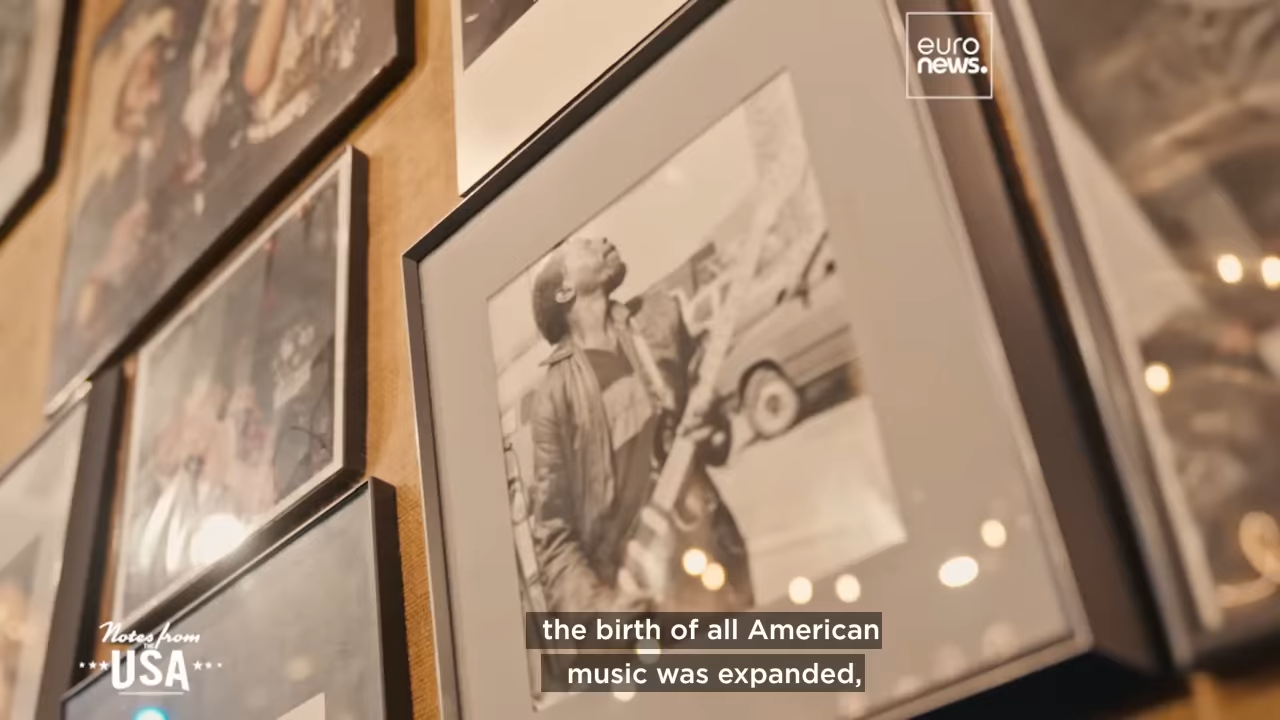 euro
news.
the birth of all American
music was expanded,
Notes from
THE
USA